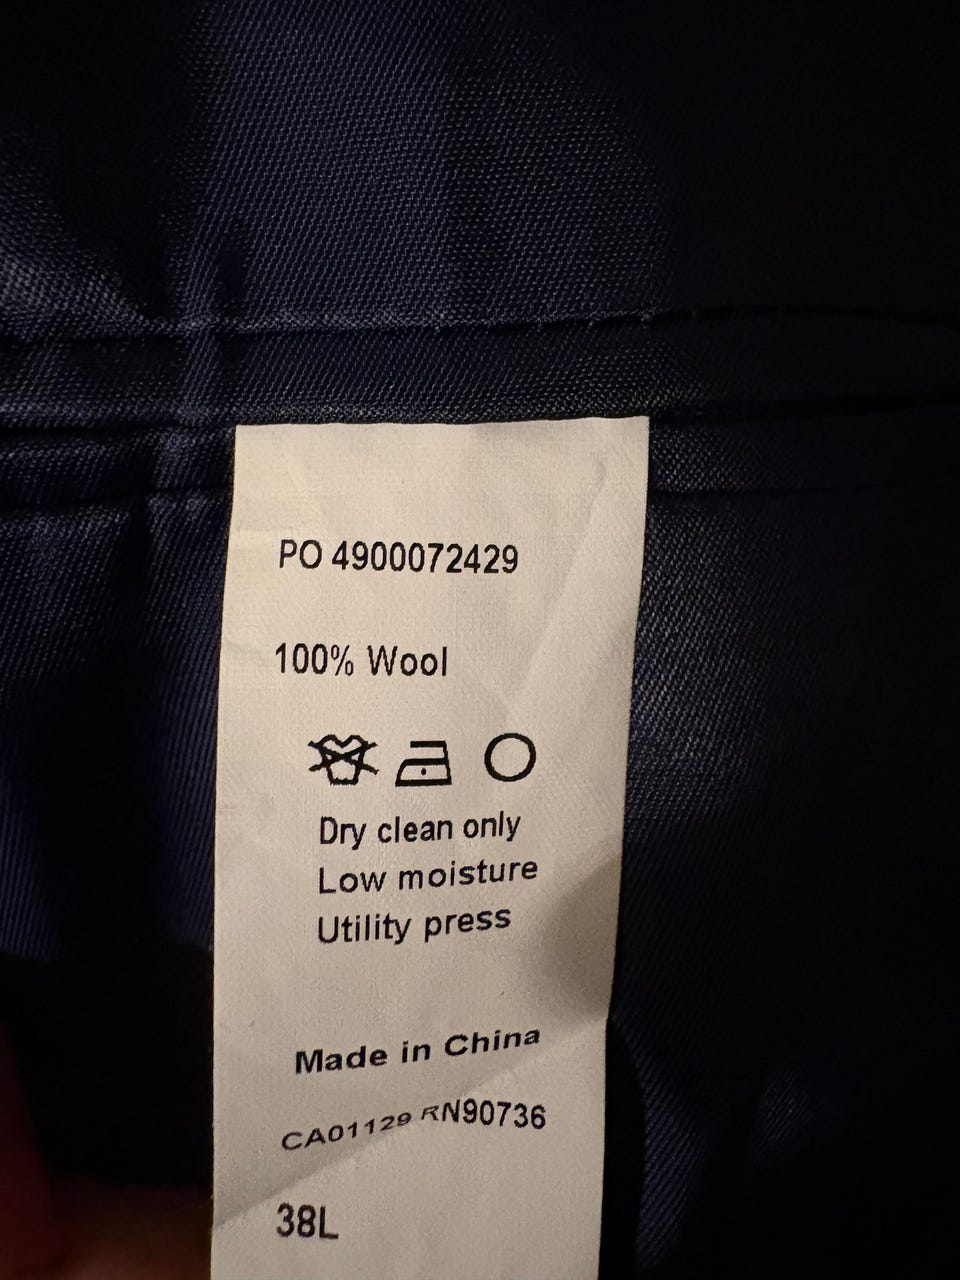 PO 4900072429
100% Wool
Dry clean only
Low moisture
Utility press
Made in China
CA01129 RN90736
38L